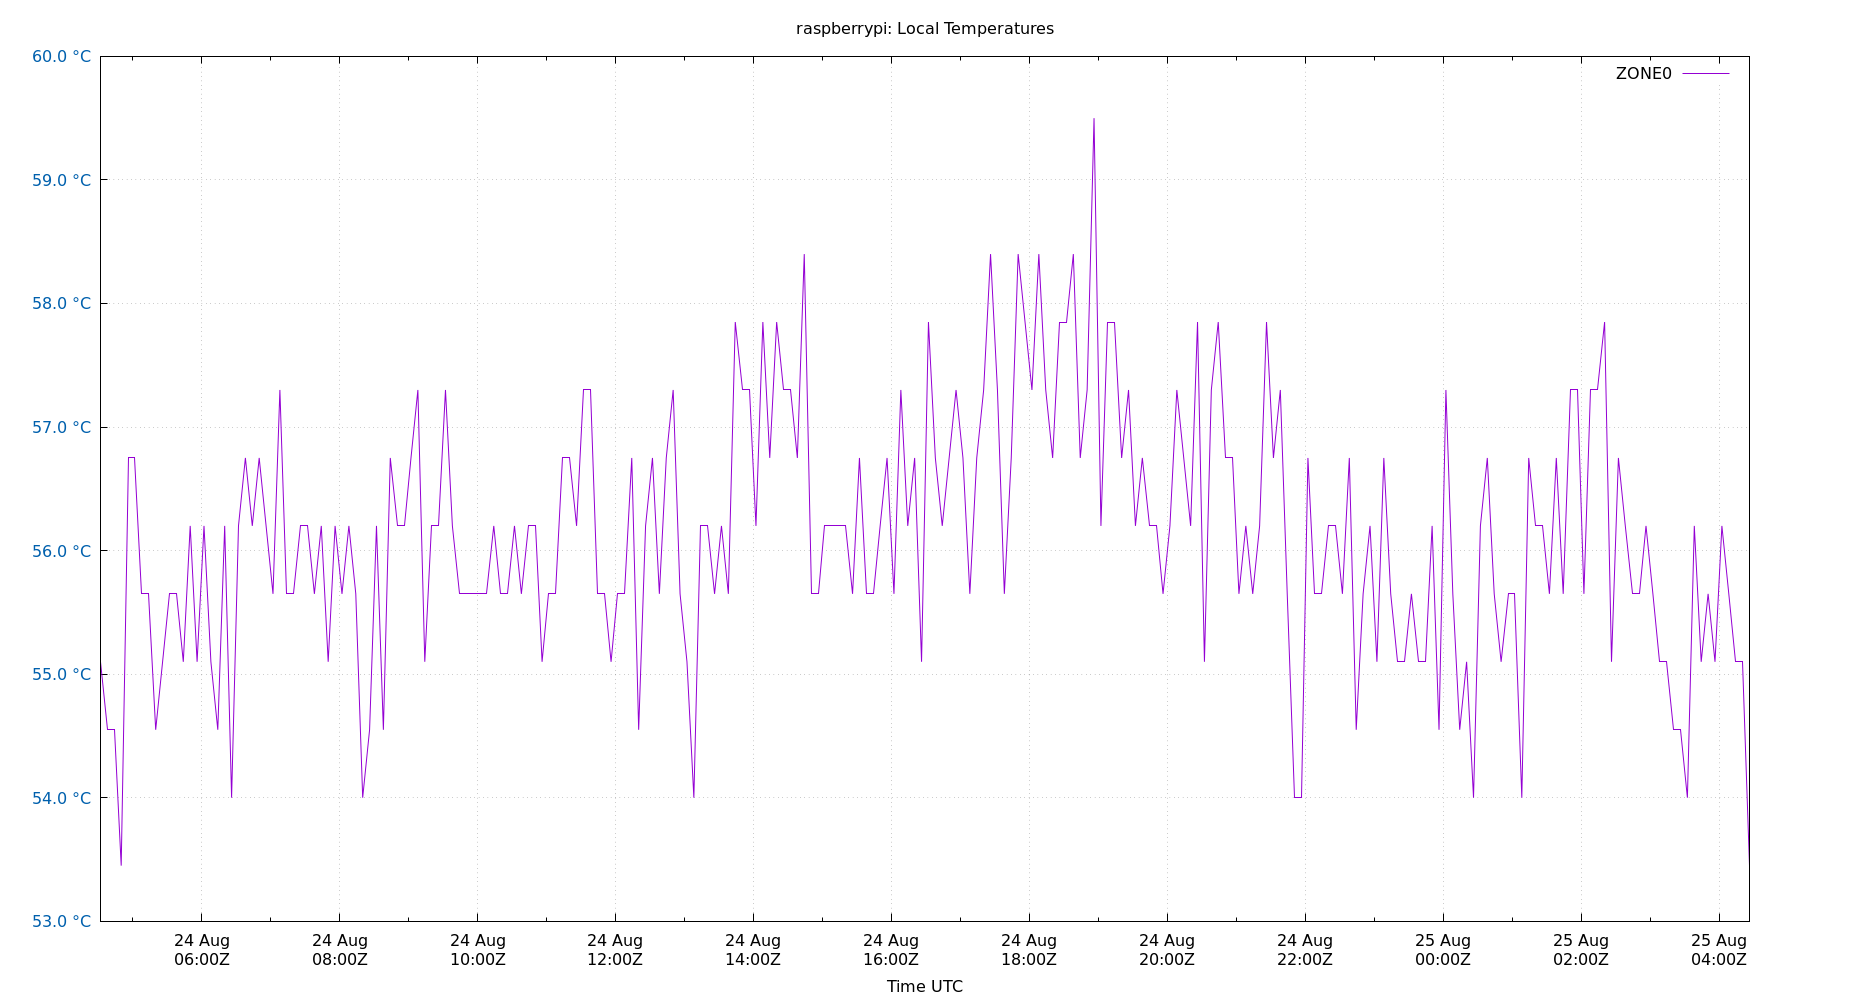 raspberrypi: Local Temperatures
60.0 °C
ZONE0
59.0 °C
58.0 °C
57.0 °C
56.0 °C
55.0 °C
54.0 °C
53.0 °C
24 Aug 24 Aug 24 Aug 24 Aug 24 Aug 24 Aug 24 Aug 24 Aug 24 Aug 25 Aug 25 Aug 25 Aug
06:00Z 08:00Z 10:00Z 12:00Z 14:00Z 16:00Z 18:00Z 20:00Z 22:00Z 00:00Z 02:00Z 04:00Z
Time UTC